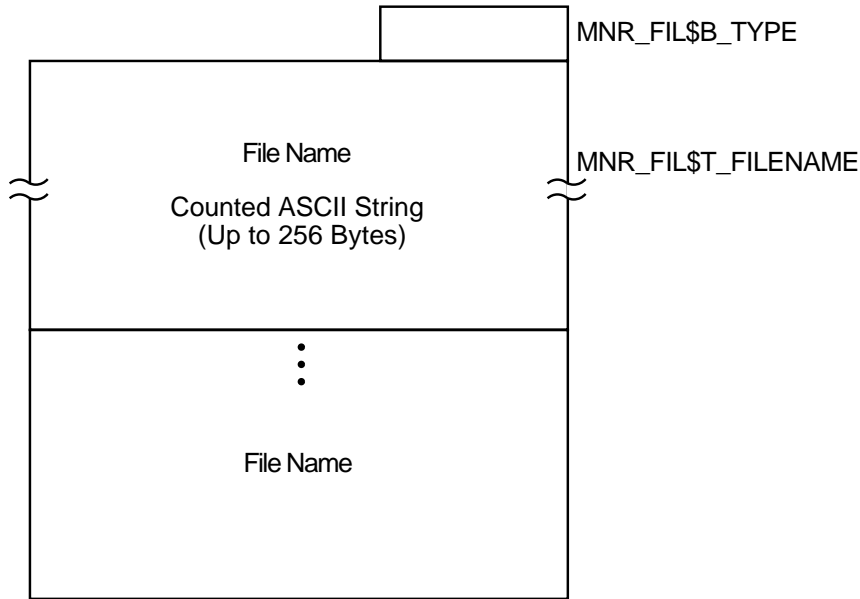 MNR_FIL$B_TYPE
File Name
MNR_FIL$T_FILENAME
Counted ASCII String
(Up to 256 Bytes)
File Name